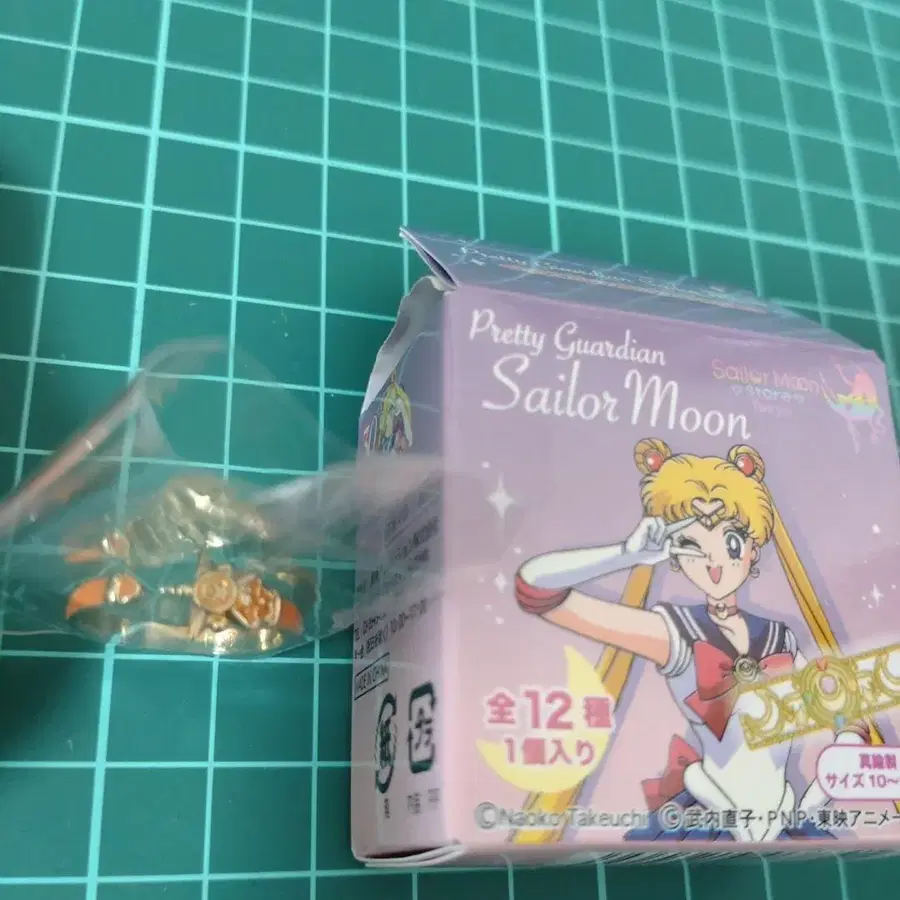 Pretty Guardian
Sailor Moon
Sailor Moon
store
全12種
1個入り
真鍮製
サイズ10~
©Naoko Takeuchi ©武内直子・PNP・東映アニメー
MADE IN CHINA